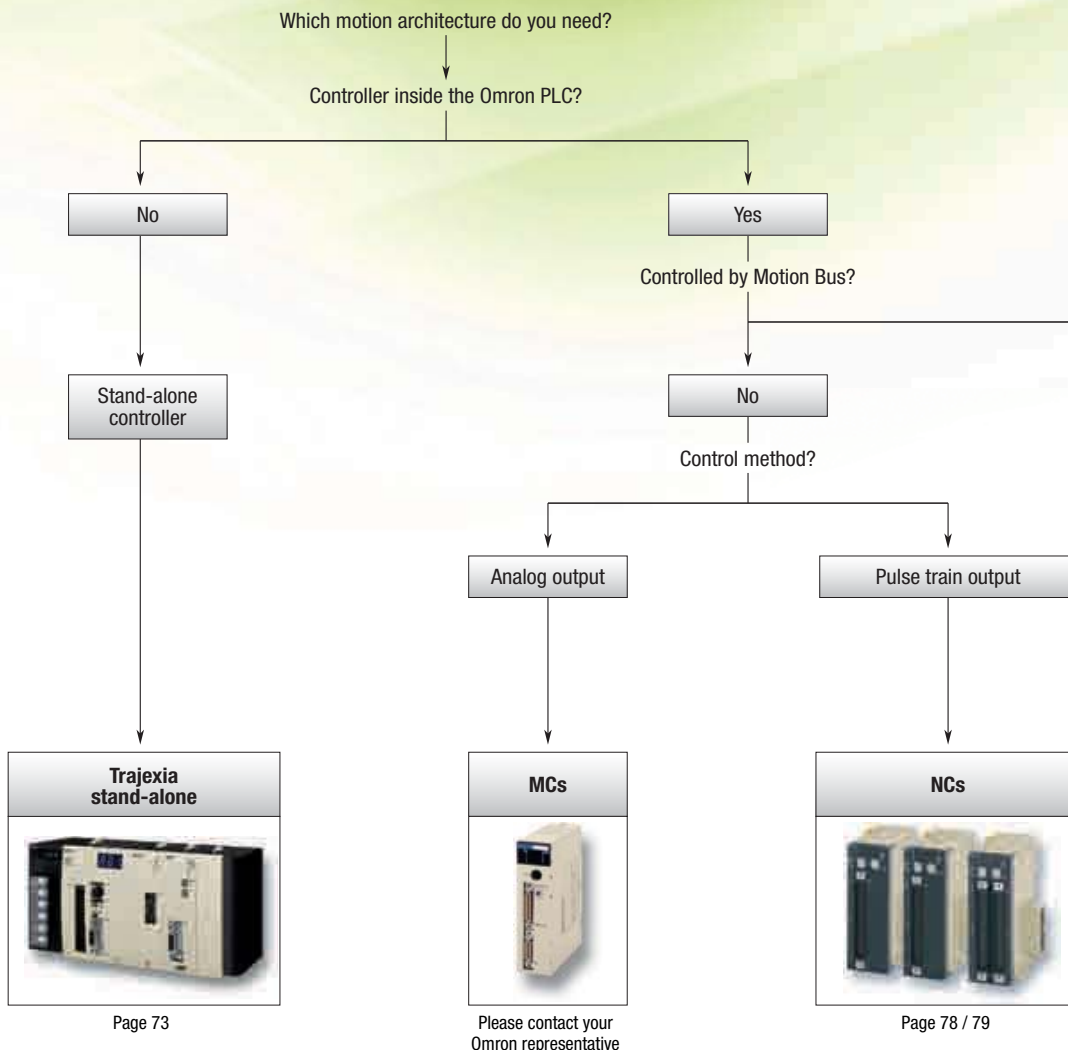 Which motion architecture do you need?
Controller inside the Omron PLC?
No
Yes
Controlled by Motion Bus?
Stand-alone
controller
No
Control method?
Analog output
Pulse train output
Trajexia
stand-alone
MCs
NCs
Page 73
Please contact your
Omron representative
Page 78 / 79